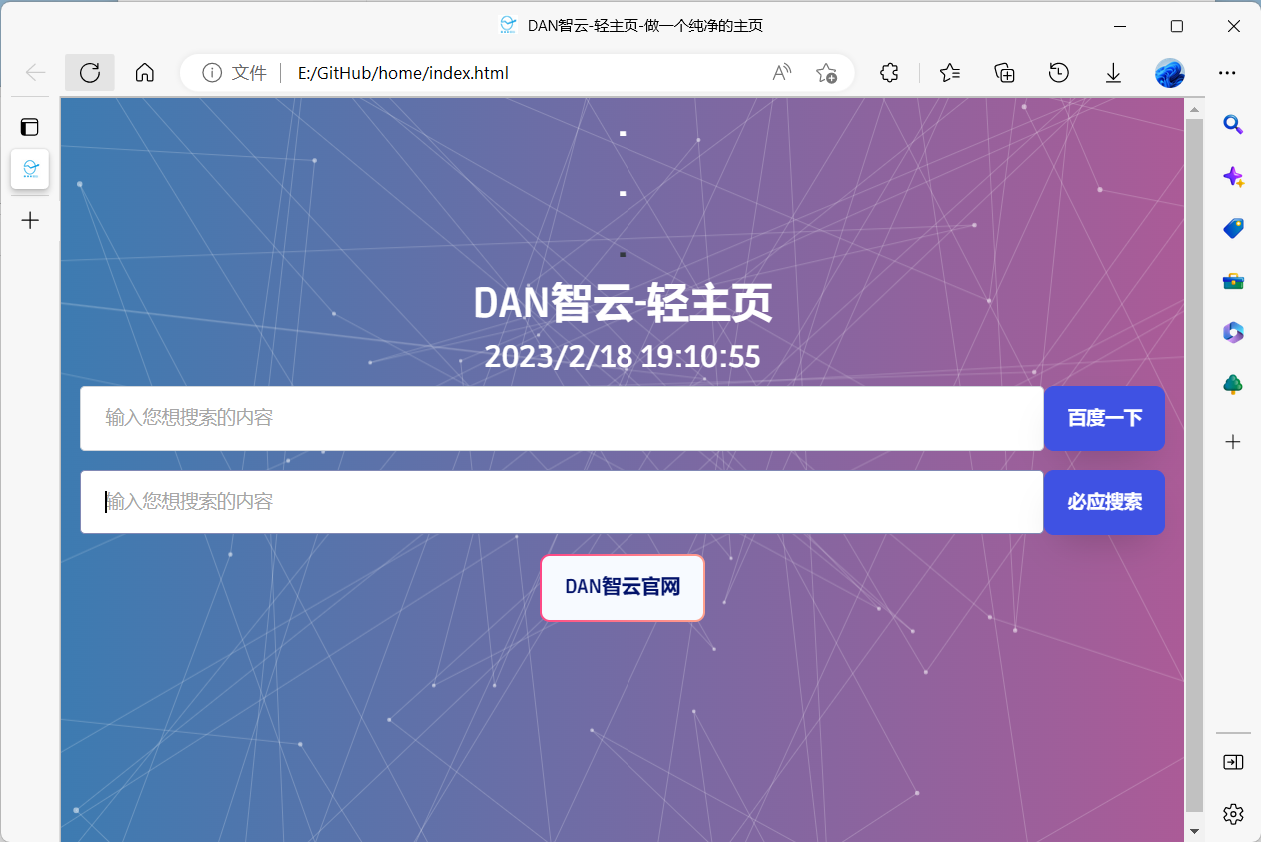 DAN智云-轻主页-做一个纯净的主页
文件 E:/GitHub/home/index.html
.
.
.
DAN智云-轻主页
2023/2/18 19:10:55
输入您想搜索的内容 百度一下
输入您想搜索的内容 必应搜索
DAN智云官网